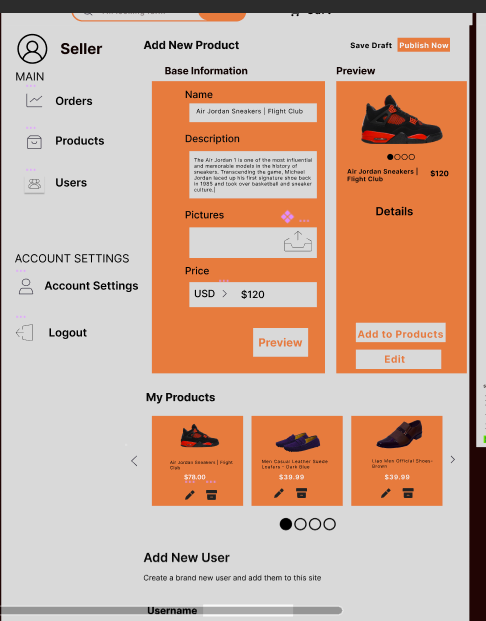 Seller
MAIN
Orders
Products
Users
ACCOUNT SETTINGS
Account Settings
Logout
Add New Product
Save Draft
Publish Now
Base Information
Name
Air Jordan Sneakers | Flight Club
Description
The Air Jordan 1 is one of the most influential
and memorable models in the history of
sneakers. Transcending the game, Michael
Jordan laced up his first signature shoe back
in 1985 and took over basketball and sneaker
culture.
Pictures
Price
USD > $120
Preview
Preview
Air Jordan Sneakers |
Flight Club
$120
Details
Add to Products
Edit
My Products
Air Jordan Sneakers | Flight
Club
$78.00
Men Casual Leather Suede
Loafers - Dark Blue
$39.99
Men Official Shoes-
Brown
$39.99
Add New User
Create a brand new user and add them to this site
Username